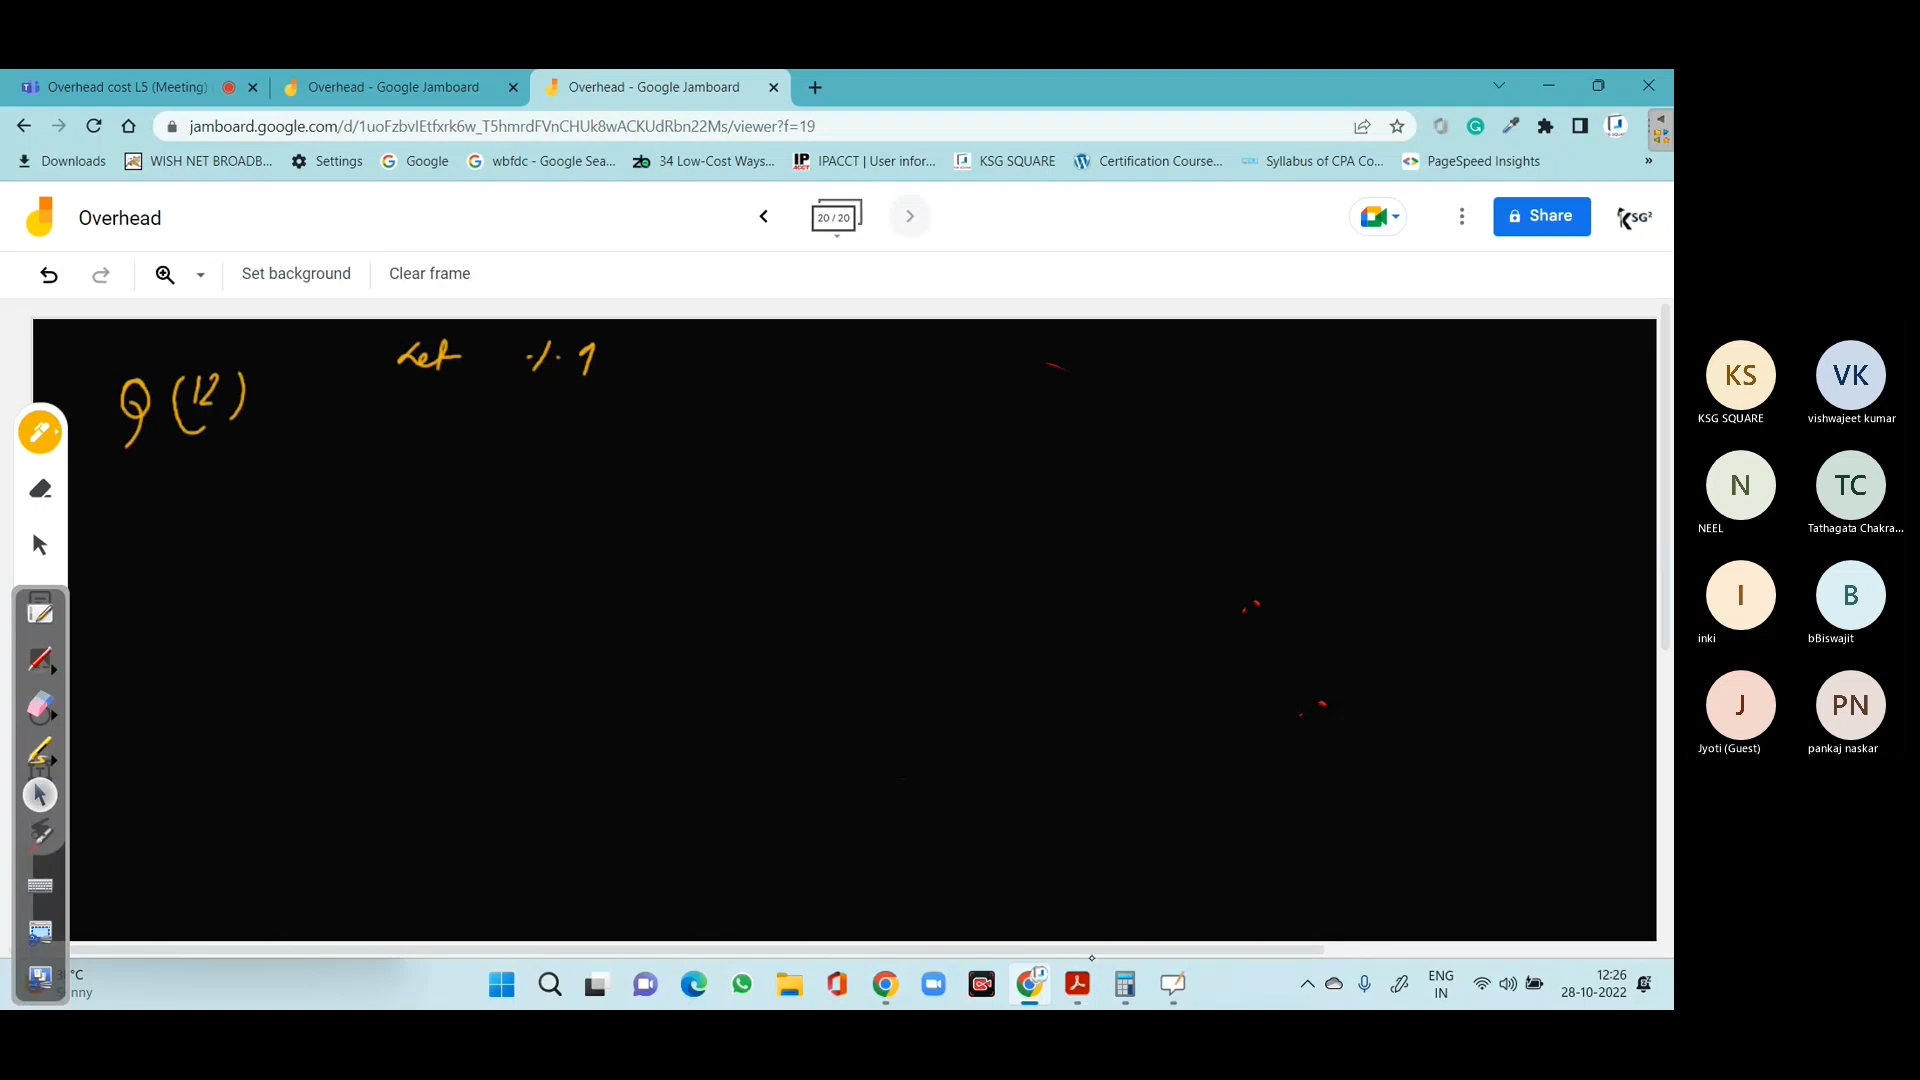 Overhead cost L5 (Meeting)
Overhead - Google Jamboard
Overhead - Google Jamboard
jamboard.google.com/d/1uoFzbvIEtfxrk6w_T5hmrdFVnCHUk8wACKUdRbn22Ms/viewer?f=19
Downloads WISH NET BROADB... Settings Google wbfdc - Google Sea... 34 Low-Cost Ways... IPACCT | User infor... KSG SQUARE Certification Course... Syllabus of CPA Co... PageSpeed Insights »
Overhead 20 / 20 Share KSG²
Set background Clear frame
Let % 1
Q (12)
KS VK
KSG SQUARE vishwajeet kumar
N TC
NEEL Tathagata Chakra...
I B
inki bBiswajit
J PN
Jyoti (Guest) pankaj naskar
°C
nny
ENG
IN
12:26
28-10-2022